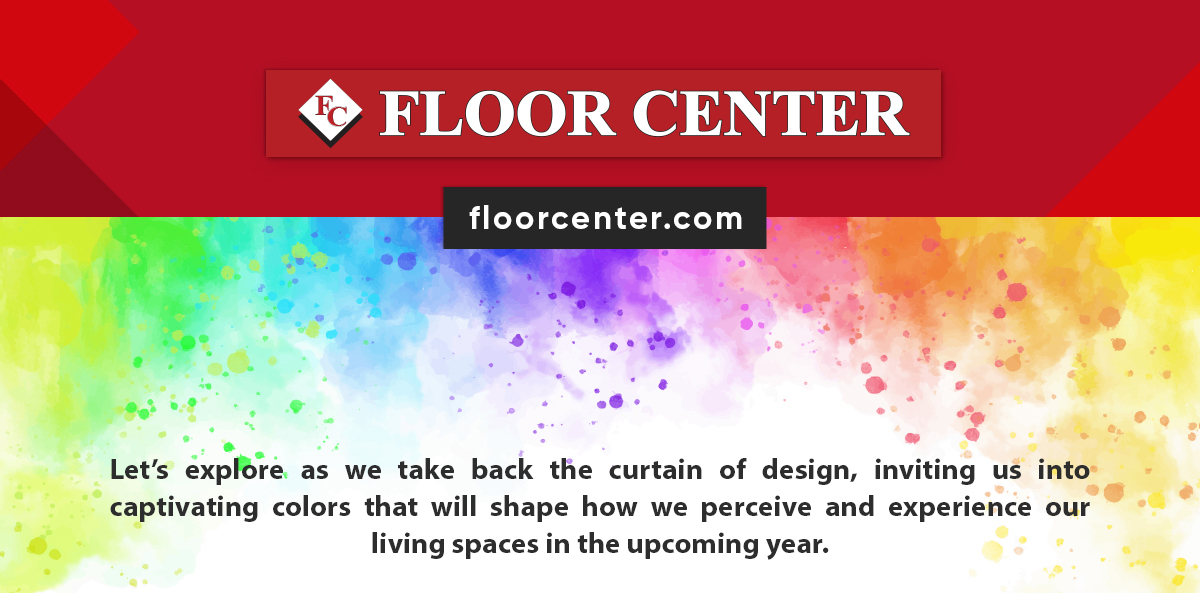 FC FLOOR CENTER
floorcenter.com
Let’s explore as we take back the curtain of design, inviting us into
captivating colors that will shape how we perceive and experience our
living spaces in the upcoming year.